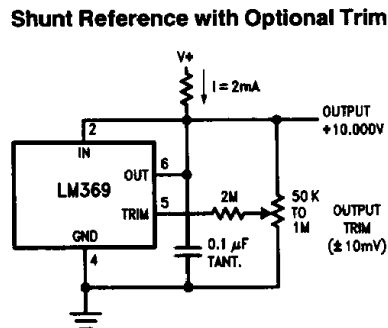 Shunt Reference with Optional Trim
V+
I = 2mA
OUTPUT
+10.000V
2
IN
OUT
6
LM369
TRIM
5
2M
50 K
TO
1M
OUTPUT
TRIM
(± 10mV)
GND
4
0.1 µF
TANT.